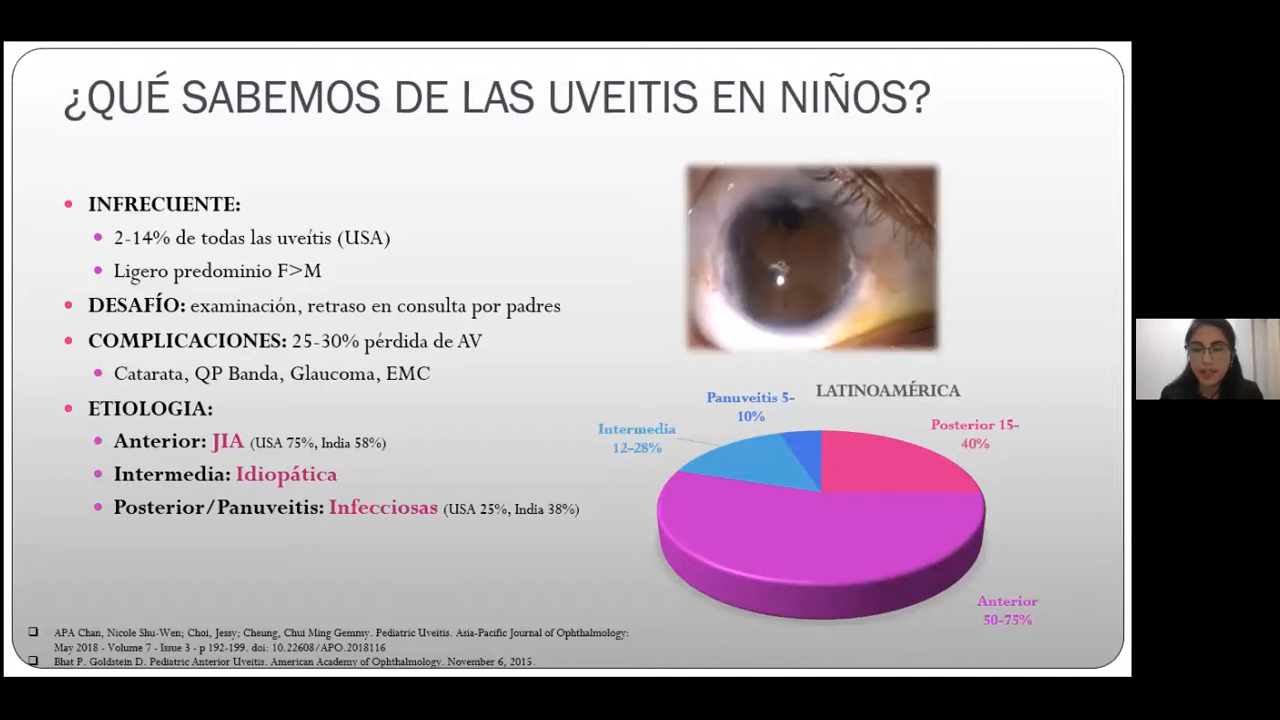 ¿QUÉ SABEMOS DE LAS UVEITIS EN NIÑOS?
INFRECUENTE:
2-14% de todas las uveítis (USA)
Ligero predominio F>M
DESAFÍO: examinación, retraso en consulta por padres
COMPLICACIONES: 25-30% pérdida de AV
Catarata, QP Banda, Glaucoma, EMC
ETIOLOGIA:
Anterior: JIA (USA 75%, India 58%)
Intermedia: Idiopática
Posterior/Panuveitis: Infecciosas (USA 25%, India 38%)
LATINOAMÉRICA
Panuveitis 5-
10%
Intermedia
12-28%
Posterior 15-
40%
Anterior
50-75%
APA Chan, Nicole Shu-Wen; Choi, Jessy; Cheung, Chui Ming Gemmy. Pediatric Uveitis. Asia-Pacific Journal of Ophthalmology:
May 2018 - Volume 7 - Issue 3 - p 192-199. doi: 10.22608/APO.2018116
Bhat P. Goldstein D. Pediatric Anterior Uveitis. American Academy of Ophthalmology. November 6, 2015.